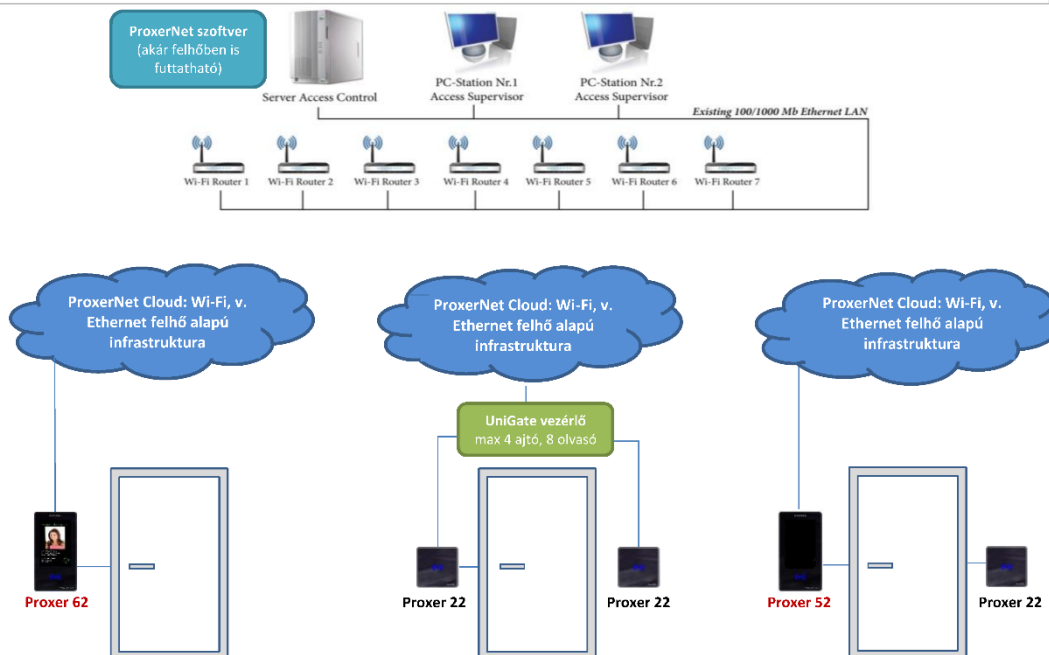 ProxerNet szoftver
(akár felhőben is
futtatható)
Server Access Control
PC-Station Nr.1
Access Supervisor
PC-Station Nr.2
Access Supervisor
Existing 100/1000 Mb Ethernet LAN
Wi-Fi Router 1
Wi-Fi Router 2
Wi-Fi Router 3
Wi-Fi Router 4
Wi-Fi Router 5
Wi-Fi Router 6
Wi-Fi Router 7
ProxerNet Cloud: Wi-Fi, v.
Ethernet felhő alapú
infrastruktura
ProxerNet Cloud: Wi-Fi, v.
Ethernet felhő alapú
infrastruktura
ProxerNet Cloud: Wi-Fi, v.
Ethernet felhő alapú
infrastruktura
UniGate vezérlő
max 4 ajtó, 8 olvasó
Proxer 62
Proxer 22
Proxer 22
Proxer 52
Proxer 22